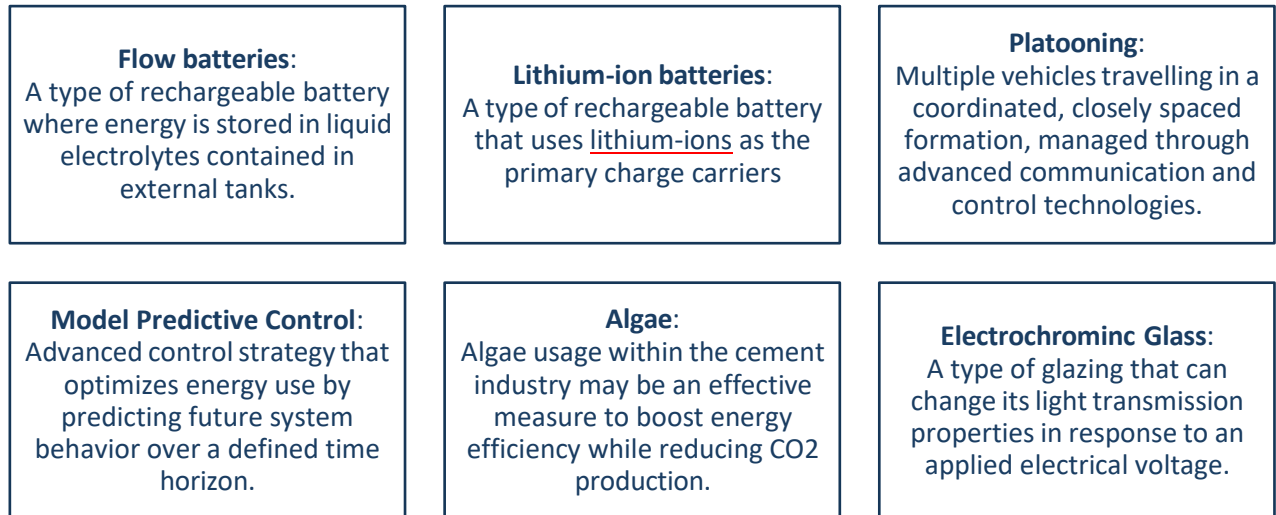 Flow batteries:
A type of rechargeable battery
where energy is stored in liquid
electrolytes contained in
external tanks.
Lithium-ion batteries:
A type of rechargeable battery
that uses lithium-ions as the
primary charge carriers
Platooning:
Multiple vehicles travelling in a
coordinated, closely spaced
formation, managed through
advanced communication and
control technologies.
Model Predictive Control:
Advanced control strategy that
optimizes energy use by
predicting future system
behavior over a defined time
horizon.
Algae:
Algae usage within the cement
industry may be an effective
measure to boost energy
efficiency while reducing CO2
production.
Electrochrominc Glass:
A type of glazing that can
change its light transmission
properties in response to an
applied electrical voltage.